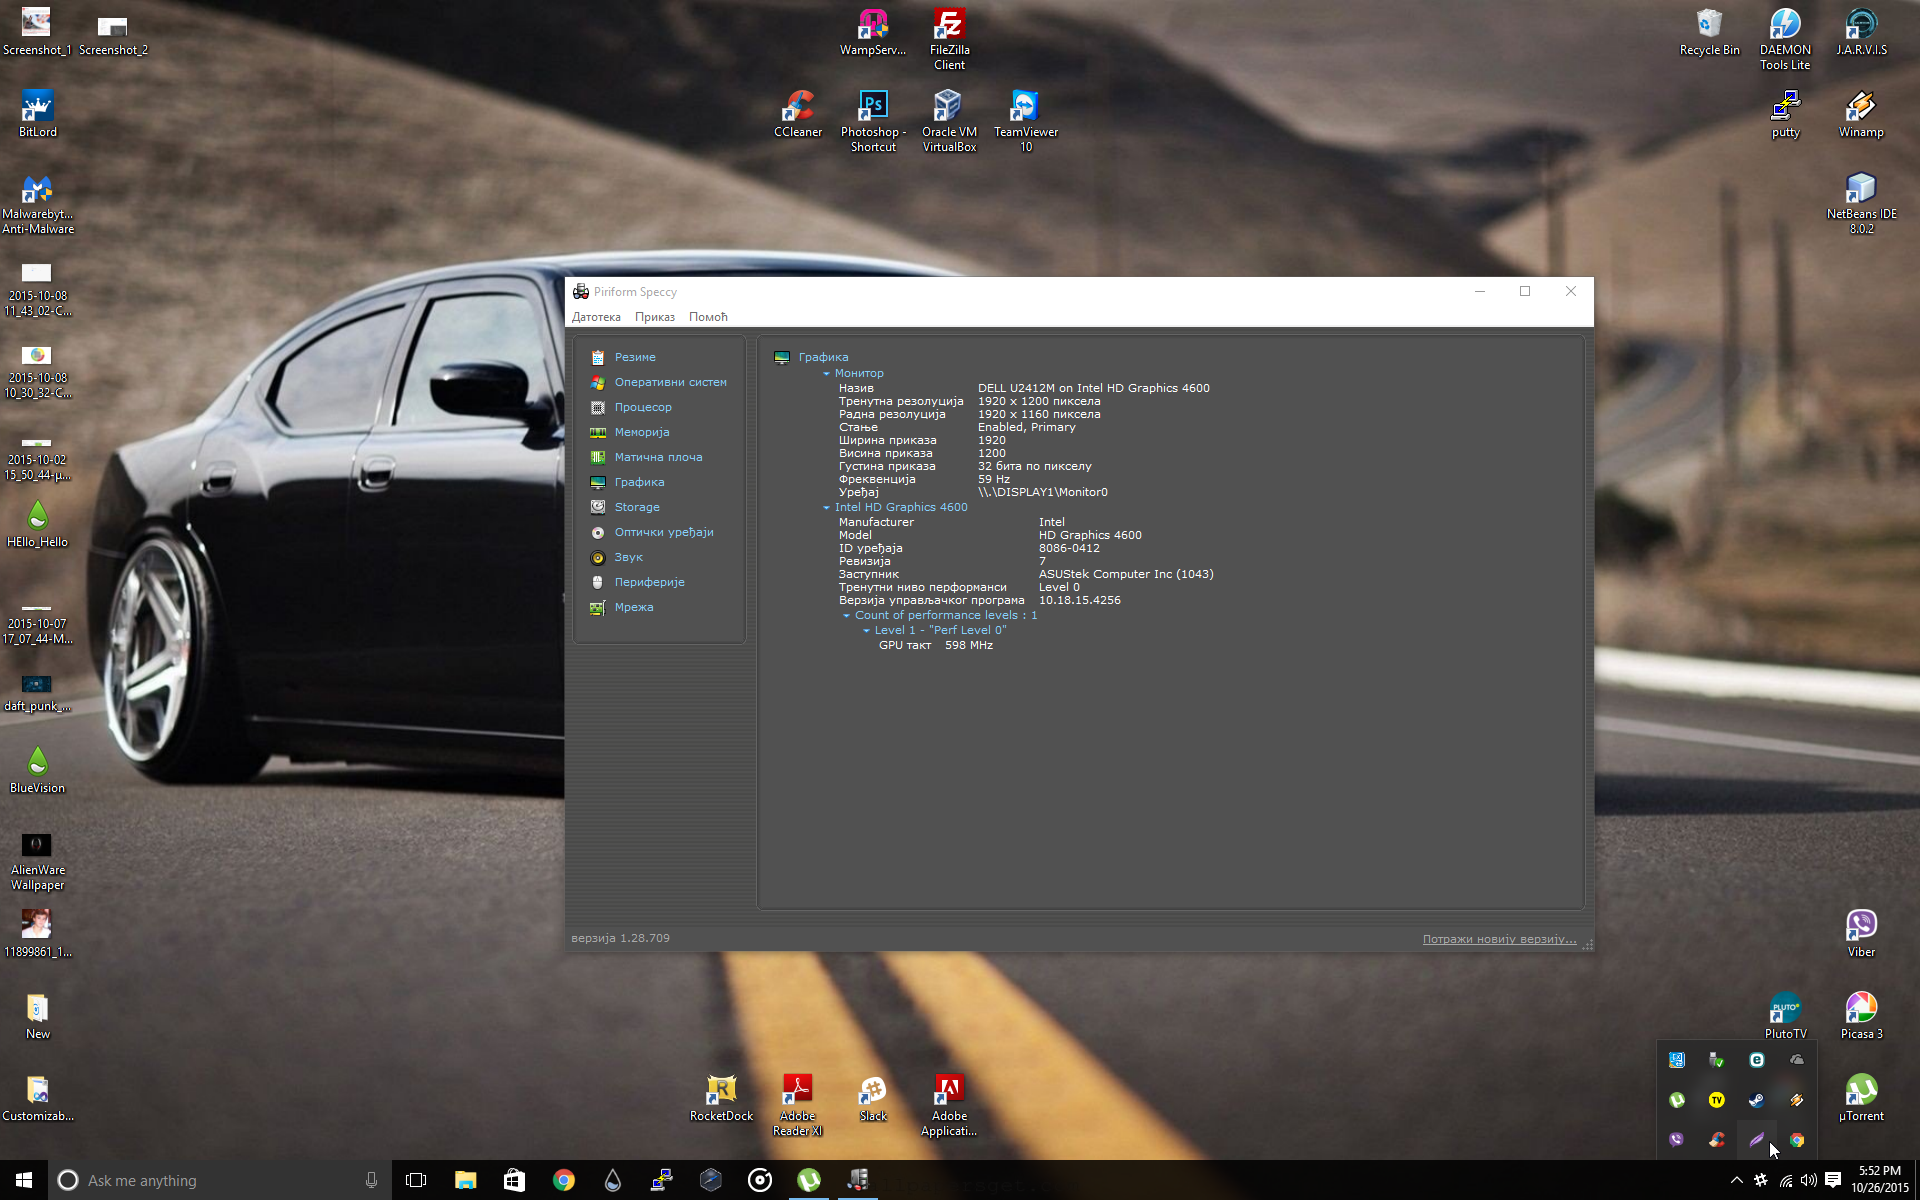 Screenshot_1
Screenshot_2
WampServ...
FileZilla
Client
Recycle Bin
DAEMON
Tools Lite
J.A.R.V.I.S
BitLord
CCleaner
Photoshop -
Shortcut
Oracle VM
VirtualBox
TeamViewer
10
putty
Winamp
Malwarebyt...
Anti-Malware
NetBeans IDE
8.0.2
2015-10-08
11_43_02-C...
2015-10-08
10_30_32-C...
2015-10-02
15_50_44-µ...
HEllo_Hello
2015-10-07
17_07_44-M...
daft_punk_...
BlueVision
AlienWare
Wallpaper
11899861_1...
New
Customizab...
Piriform Speccy
Датотека Приказ Помоћ
Резиме
Оперативни систем
Процесор
Меморија
Матична плоча
Графика
Storage
Оптички уређаји
Звук
Периферије
Мрежа
Графика
Монитор
Назив DELL U2412M on Intel HD Graphics 4600
Тренутна резолуција 1920 x 1200 пиксела
Радна резолуција 1920 x 1160 пиксела
Стање Enabled, Primary
Ширина приказа 1920
Висина приказа 1200
Густина приказа 32 бита по пикселу
Фреквенција 59 Hz
Уређај \\.\DISPLAY1\Monitor0
Intel HD Graphics 4600
Manufacturer Intel
Model HD Graphics 4600
ID уређаја 8086-0412
Ревизија 7
Заступник ASUStek Computer Inc (1043)
Тренутни ниво перформанси Level 0
Верзија управљачког програма 10.18.15.4256
Count of performance levels : 1
Level 1 - "Perf Level 0"
GPU такт 598 MHz
верзија 1.28.709
Потражи новију верзију...
Viber
PLUTO
PlutoTV
Picasa 3
RocketDock
Adobe
Reader XI
Slack
Adobe
Applicati...
TV
µTorrent
Ask me anything
5:52 PM
10/26/2015